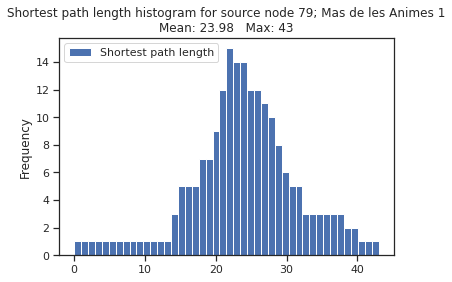 Shortest path length histogram for source node 79; Mas de les Animes 1
Mean: 23.98   Max: 43
Shortest path length
Frequency
14
12
10
8
6
4
2
0
0 10 20 30 40